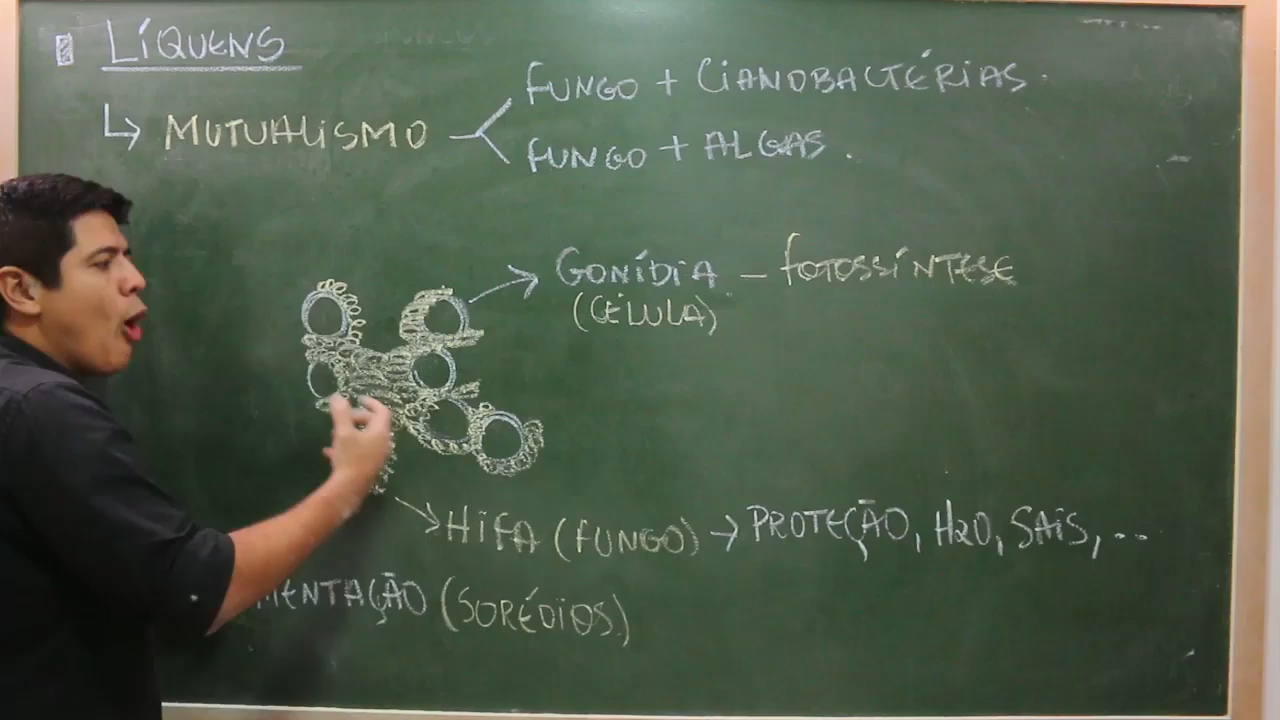 LÍQUENS
↳ MUTUALISMO
FUNGO + CIANOBACTÉRIAS.
FUNGO + ALGAS.
→ GONÍDIA – FOTOSSÍNTESE
(CÉLULA)
→ HIFA (FUNGO) → PROTEÇÃO, H2O, SAIS, ...
MENTAÇÃO (SORÉDIOS)